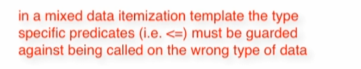 in a mixed data itemization template the type
specific predicates (i.e. <=) must be guarded
against being called on the wrong type of data